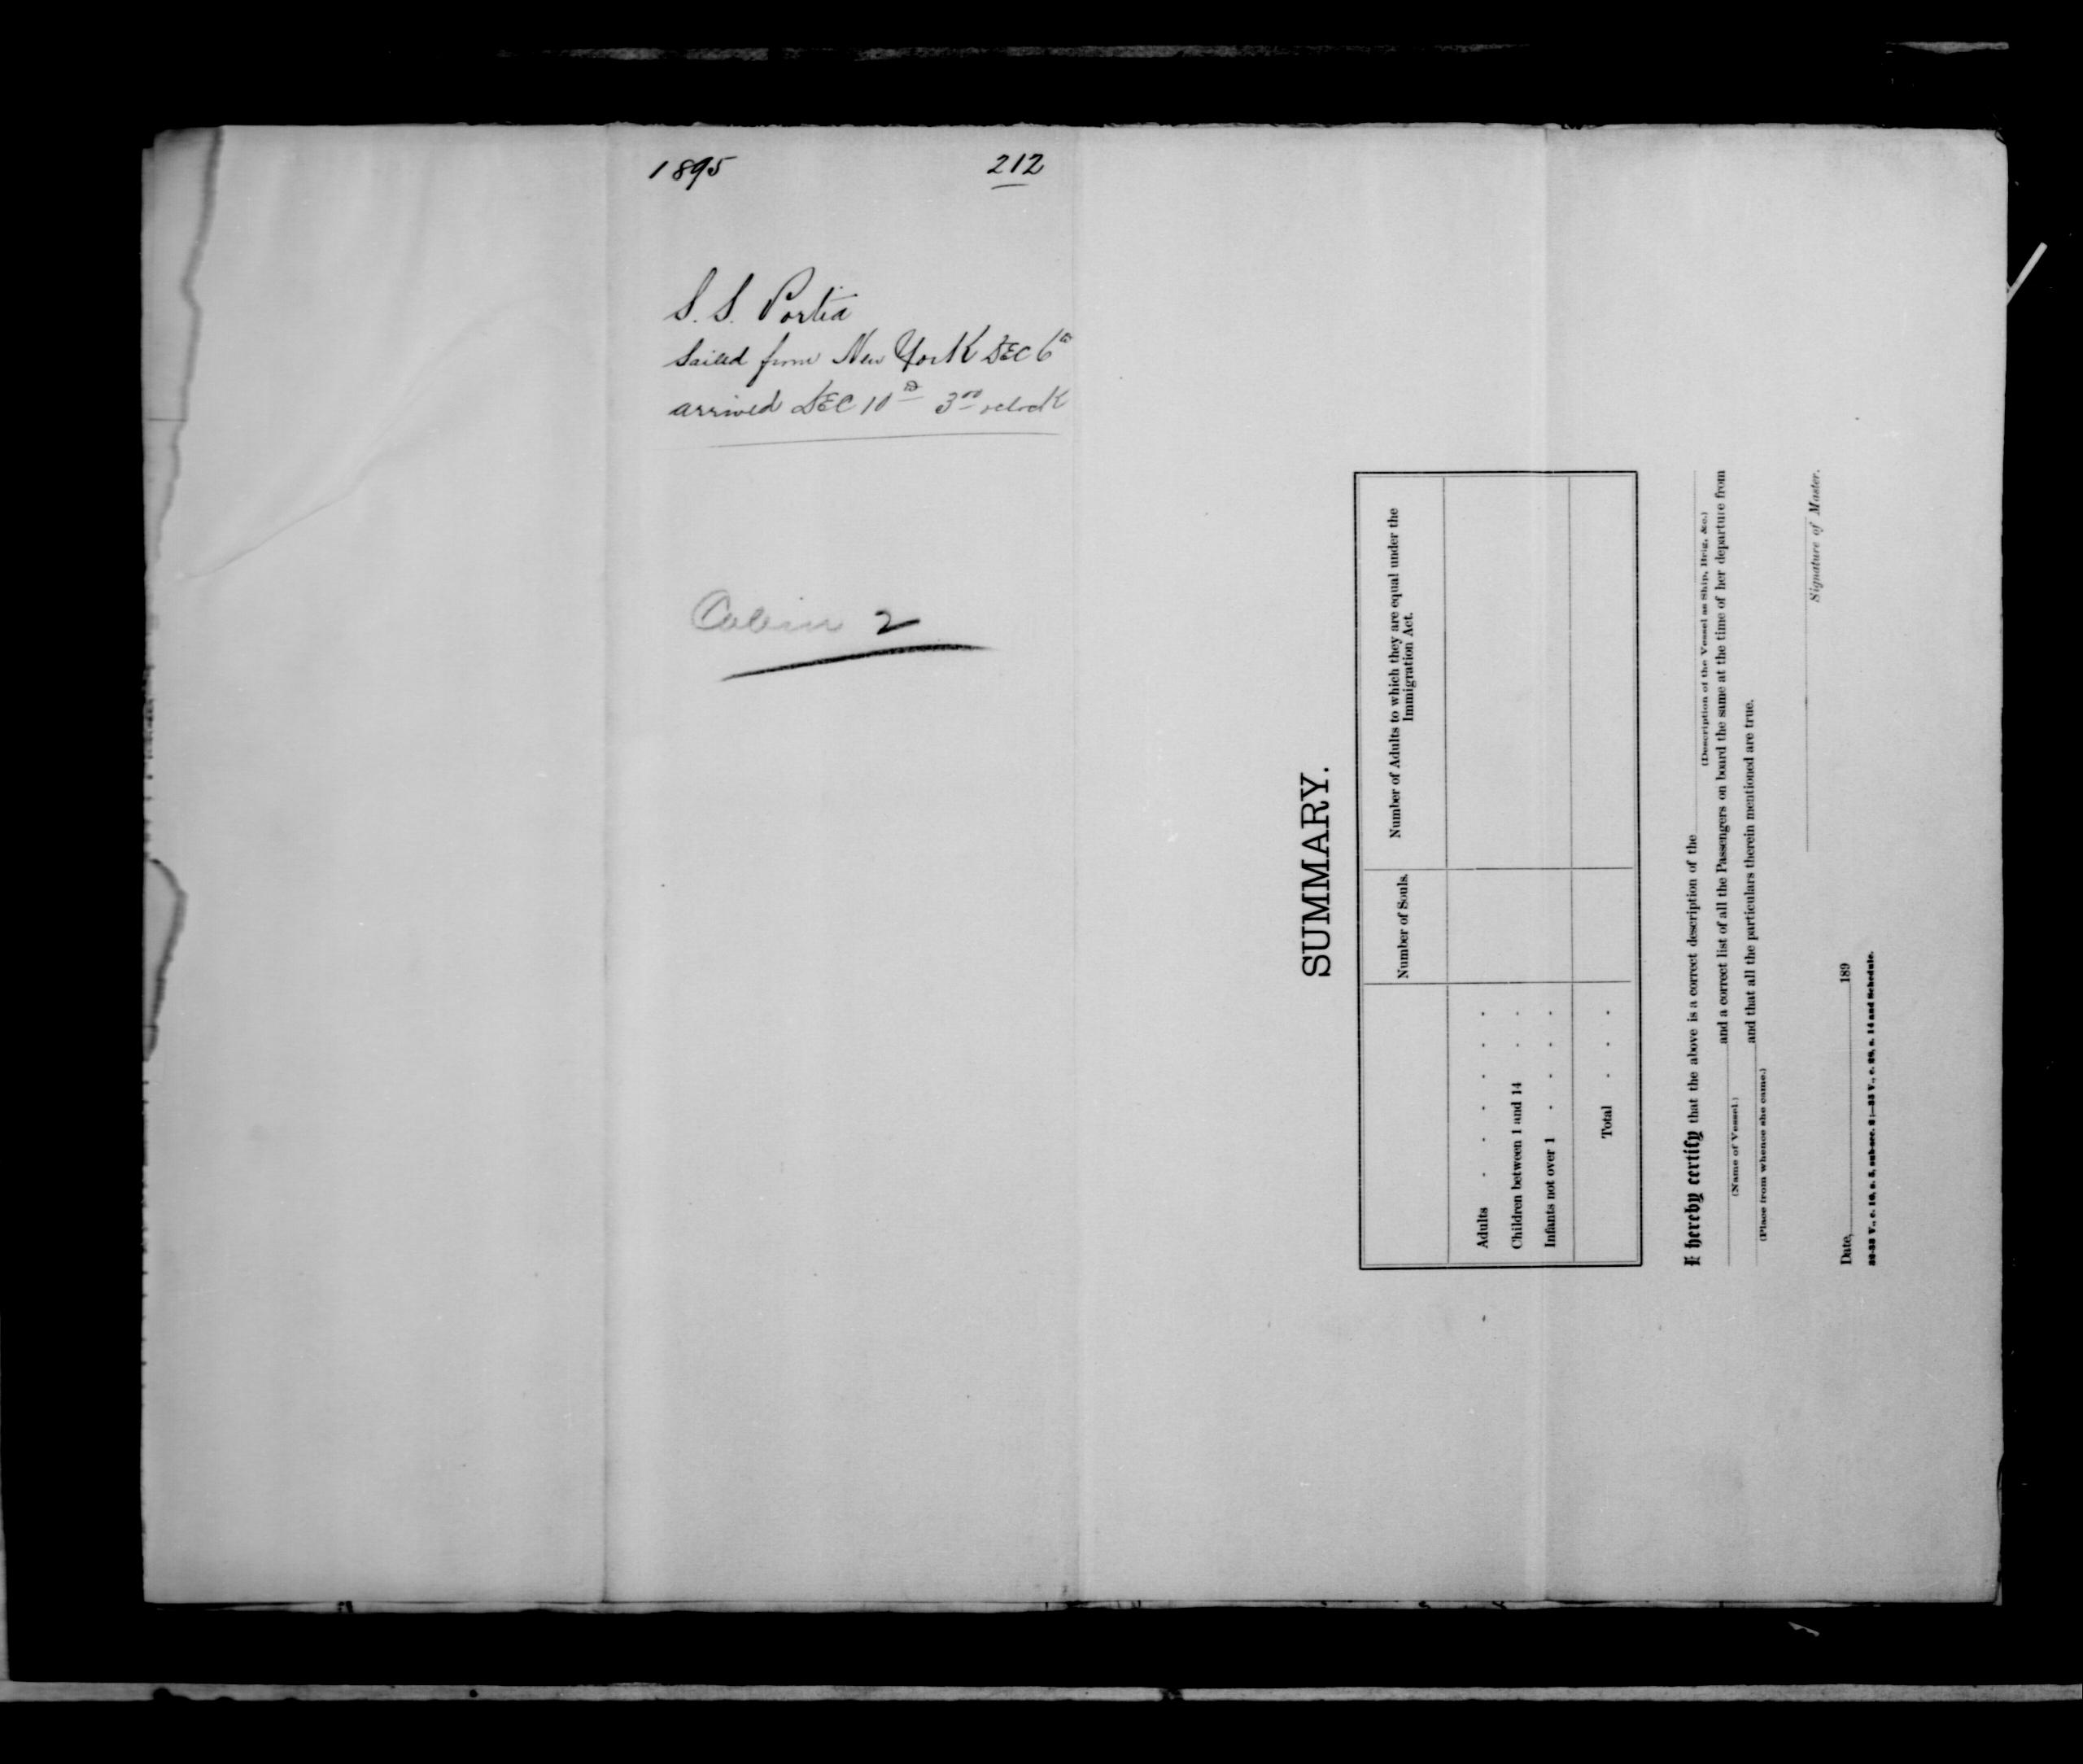 1895 212
S. S. Portia
Sailed from New York DEC 6th
arrived DEC 10th 3 oclock
Cabin 2
SUMMARY.
Number of Souls.
Number of Adults to which they are equal under the
Immigration Act.
Adults - - - - - - -
Children between 1 and 14 - - -
Infants not over 1 - - - -
Total - - -
I hereby certify that the above is a correct description of the
(Description of the Vessel as Ship, Brig, &c.)
and a correct list of all the Passengers on board the same at the time of her departure from
(Name of Vessel.)
and that all the particulars therein mentioned are true.
(Place from whence she came.)
Signature of Master.
Date, 189